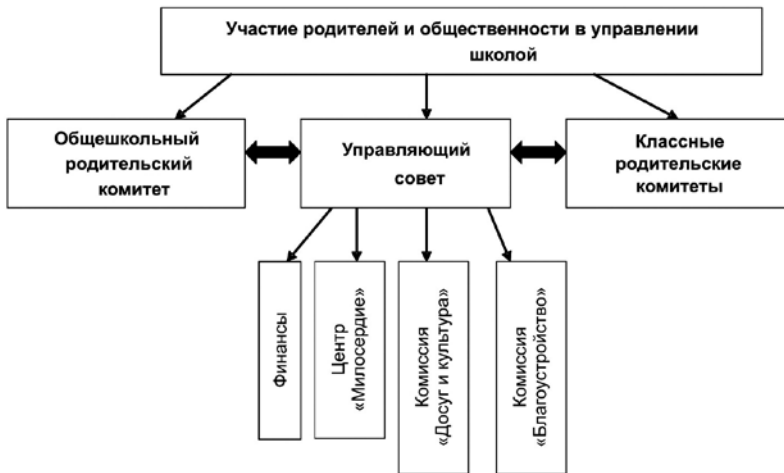 Участие родителей и общественности в управлении
школой
Общешкольный
родительский
комитет
Управляющий
совет
Классные
родительские
комитеты
Финансы
Центр
«Милосердие»
Комиссия
«Досуг и культура»
Комиссия
«Благоустройство»